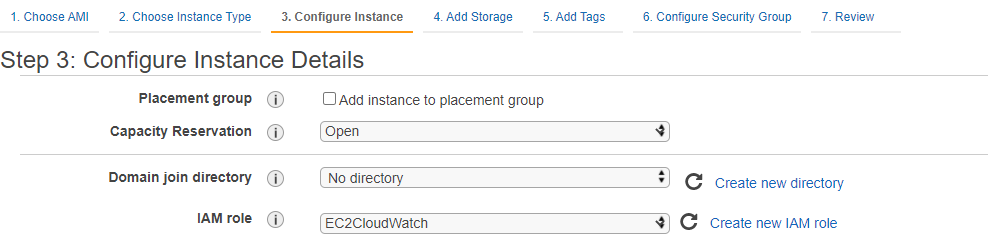 1. Choose AMI 2. Choose Instance Type 3. Configure Instance 4. Add Storage 5. Add Tags 6. Configure Security Group 7. Review
Step 3: Configure Instance Details
Placement group i Add instance to placement group
Capacity Reservation i Open
Domain join directory i No directory Create new directory
IAM role i EC2CloudWatch Create new IAM role